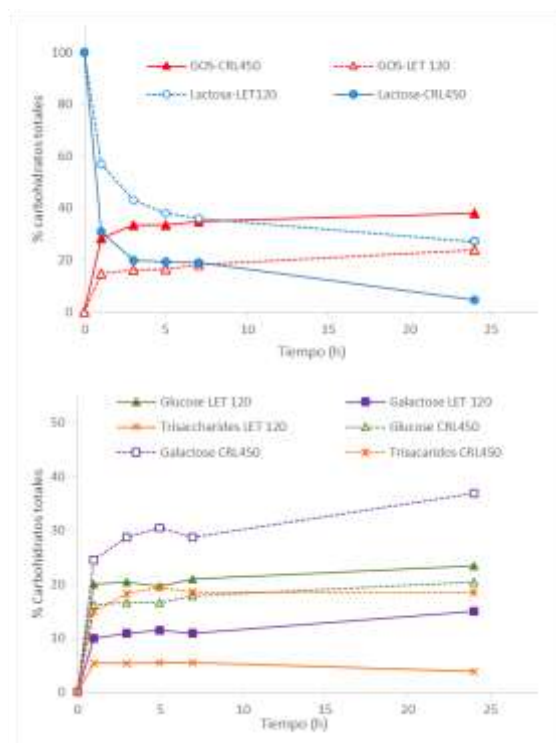 100
80
60
40
20
0
% carbohidratos totales
GOS-CRL450 GOS-LET 120
Lactosa-LET120 Lactosa-CRL450
0 5 10 15 20 25
Tiempo (h)
50
40
30
20
10
0
% Carbohidratos totales
Glucose LET 120 Galactose LET 120
Trisaccharides LET 120 Glucose CRL450
Galactose CRL450 Trisacaridos CRL450
0 5 10 15 20 25
Tiempo (h)